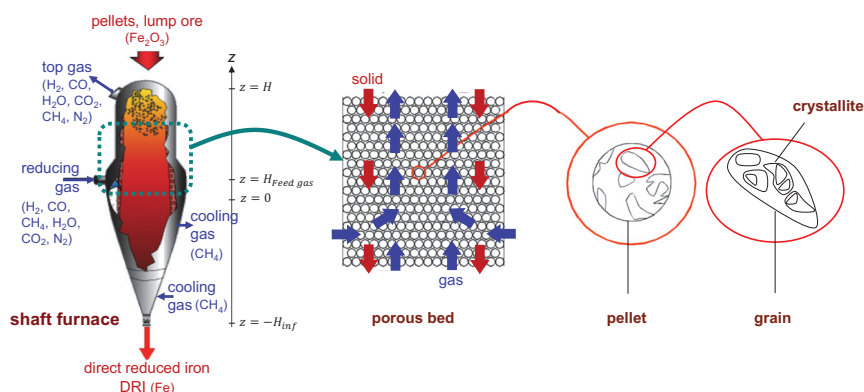 pellets, lump ore
(Fe₂O₃)
z
top gas
(H₂, CO,
H₂O, CO₂,
CH₄, N₂)
z = H
reducing
gas
(H₂, CO,
CH₄, H₂O,
CO₂, N₂)
z = H_Feed gas
z = 0
cooling
gas
(CH₄)
cooling
gas (CH₄)
shaft furnace
z = −H_inf
direct reduced iron
DRI (Fe)
solid
gas
porous bed
pellet
crystallite
grain